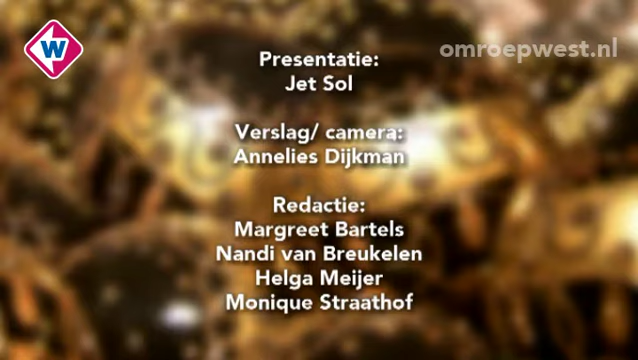 W
omroepwest.nl
Presentatie:
Jet Sol
Verslag/ camera:
Annelies Dijkman
Redactie:
Margreet Bartels
Nandi van Breukelen
Helga Meijer
Monique Straathof